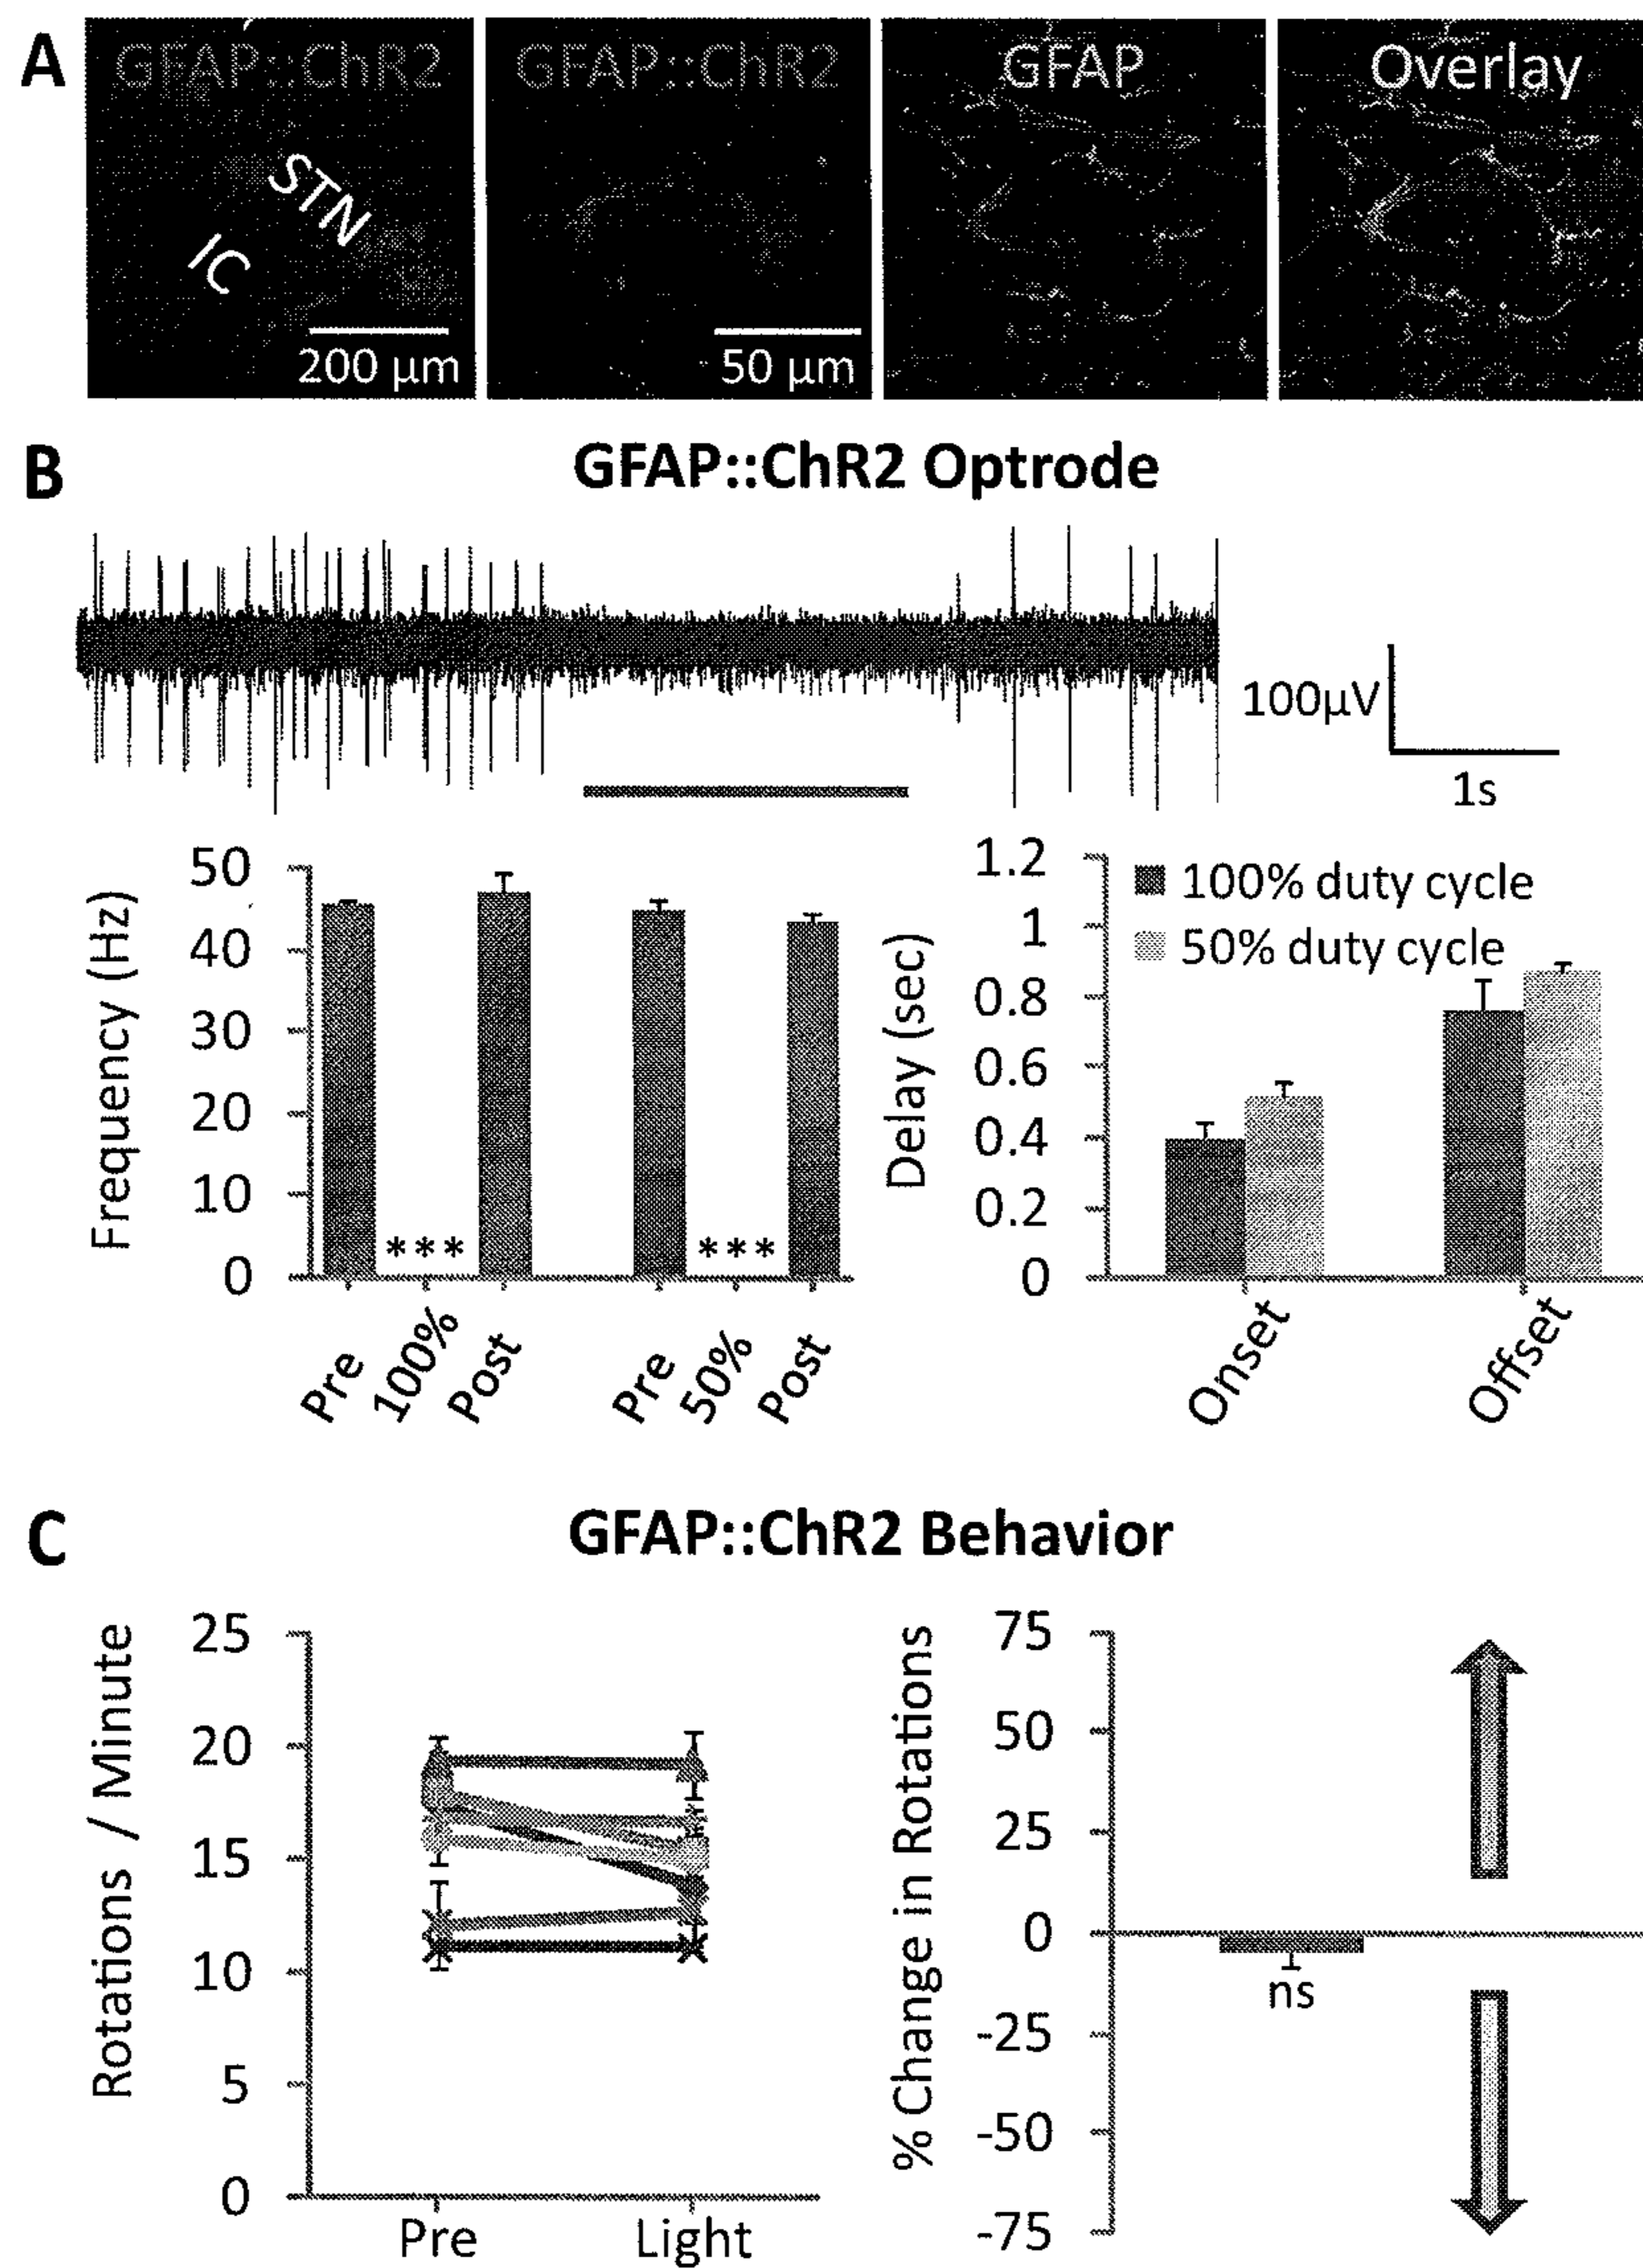 A
GFAP::ChR2
GFAP::ChR2
GFAP
Overlay
STN
IC
200 µm
50 µm
B
GFAP::ChR2 Optrode
100µV
1s
Frequency (Hz)
50
40
30
20
10
0
***
***
Pre
100%
Post
Pre
50%
Post
Delay (sec)
1.2
1
0.8
0.6
0.4
0.2
0
100% duty cycle
50% duty cycle
Onset
Offset
C
GFAP::ChR2 Behavior
Rotations / Minute
25
20
15
10
5
0
Pre
Light
% Change in Rotations
75
50
25
0
-25
-50
-75
ns